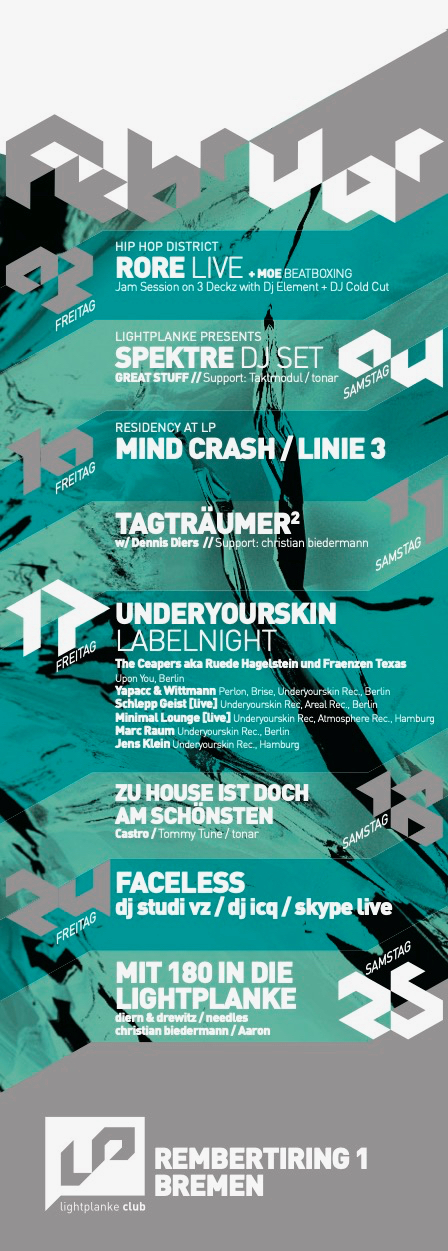 februar
03
FREITAG
HIP HOP DISTRICT
RORE LIVE + MOE BEATBOXING
Jam Session on 3 Deckz with Dj Element + DJ Cold Cut
LIGHTPLANKE PRESENTS
SPEKTRE DJ SET
GREAT STUFF // Support: Taktmodul / tonar
04
SAMSTAG
10
FREITAG
RESIDENCY AT LP
MIND CRASH / LINIE 3
TAGTRÄUMER²
w/ Dennis Diers // Support: christian biedermann
11
SAMSTAG
17
FREITAG
UNDERYOURSKIN
LABELNIGHT
The Ceapers aka Ruede Hagelstein und Fraenzen Texas
Upon You, Berlin
Yapacc & Wittmann Perlon, Brise, Underyourskin Rec., Berlin
Schlepp Geist [live] Underyourskin Rec, Areal Rec., Berlin
Minimal Lounge [live] Underyourskin Rec, Atmosphere Rec., Hamburg
Marc Raum Underyourskin Rec., Berlin
Jens Klein Underyourskin Rec., Hamburg
ZU HOUSE IST DOCH
AM SCHÖNSTEN
Castro / Tommy Tune / tonar
18
SAMSTAG
24
FREITAG
FACELESS
dj studi vz / dj icq / skype live
MIT 180 IN DIE
LIGHTPLANKE
diern & drewitz / needles
christian biedermann / Aaron
SAMSTAG
25
LP
lightplanke club
REMBERTIRING 1
BREMEN